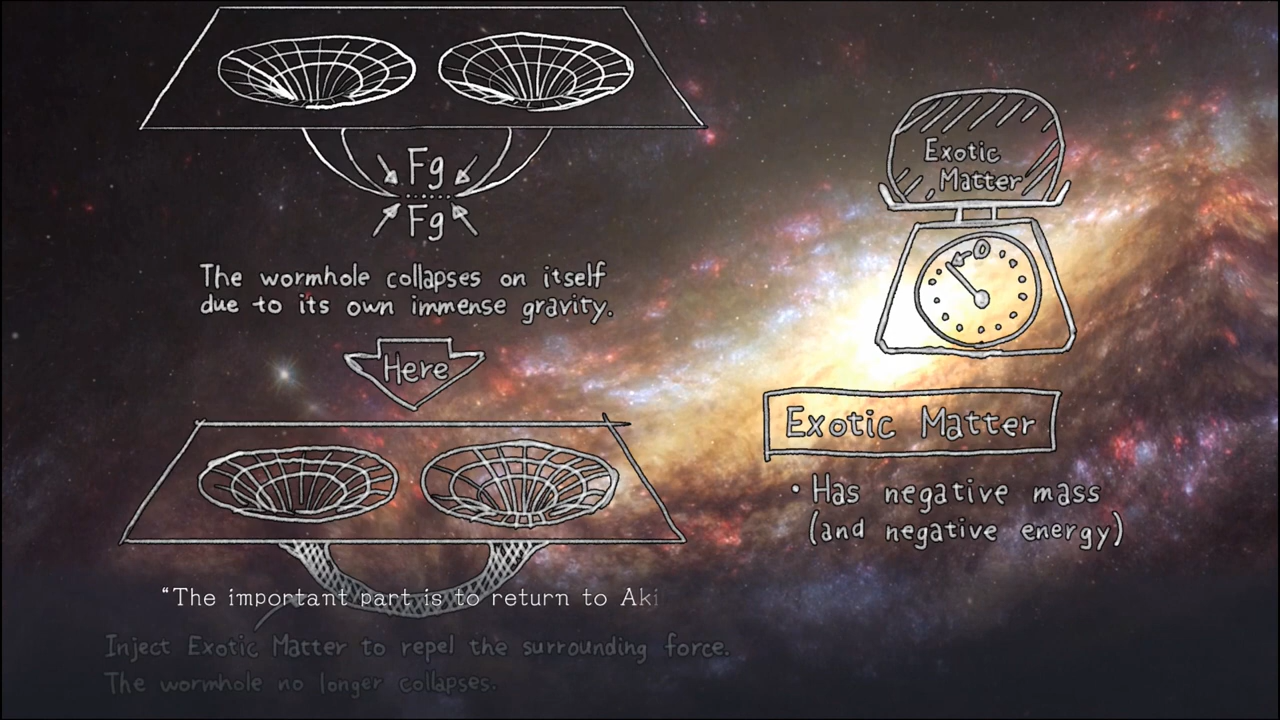 Fg
Fg
The wormhole collapses on itself
due to its own immense gravity.
Here
Exotic
Matter
0
Exotic Matter
• Has negative mass
(and negative energy)
“The important part is to return to Aki
Inject Exotic Matter to repel the surrounding force.
The wormhole no longer collapses.